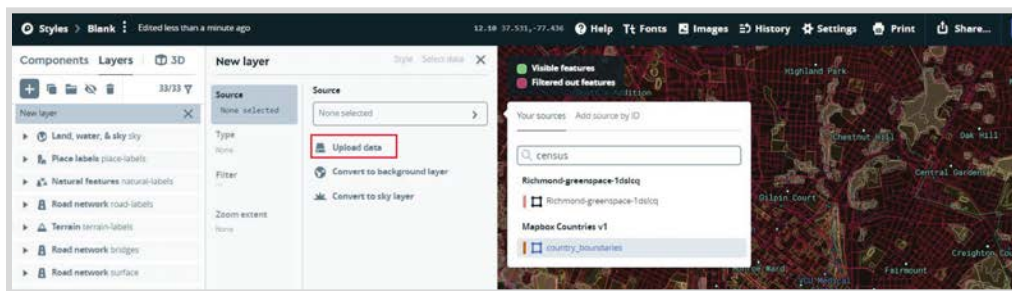 Styles > Blank Edited less than a minute ago 12.10 37.531,-77.436 Help Tt Fonts Images History Settings Print Share...
Components Layers 3D
33/33
New layer
Land, water, & sky sky
Place labels place-labels
Natural features natural-labels
Road network road-labels
Terrain terrain-labels
Road network bridges
Road network surface
New layer Style Select data
Source
None selected
Type
None
Filter
Zoom extent
None
Source
None selected
Upload data
Convert to background layer
Convert to sky layer
Visible features
Filtered out features
Your sources Add source by ID
census
Richmond-greenspace-1dslcq
Richmond-greenspace-1dslcq
Mapbox Countries v1
country_boundaries
Highland Park
Chestnut Hill
Oak Hill
Central Gardens
Gilpin Court
Creighton
Fairmount
VCU Medical